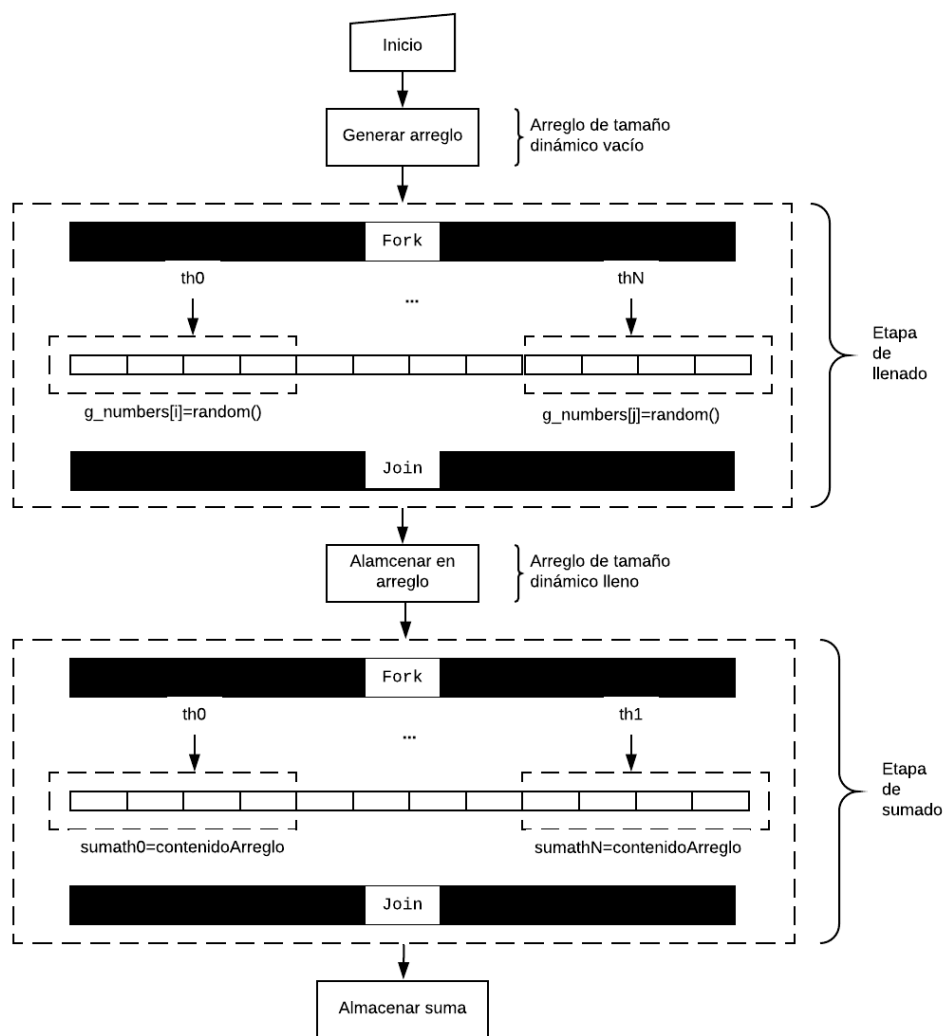 Inicio
Generar arreglo
Arreglo de tamaño
dinámico vacío
Fork
th0
...
thN
g_numbers[i]=random()
g_numbers[j]=random()
Join
Etapa
de
llenado
Alamcenar en
arreglo
Arreglo de tamaño
dinámico lleno
Fork
th0
...
th1
sumath0=contenidoArreglo
sumathN=contenidoArreglo
Join
Etapa
de
sumado
Almacenar suma